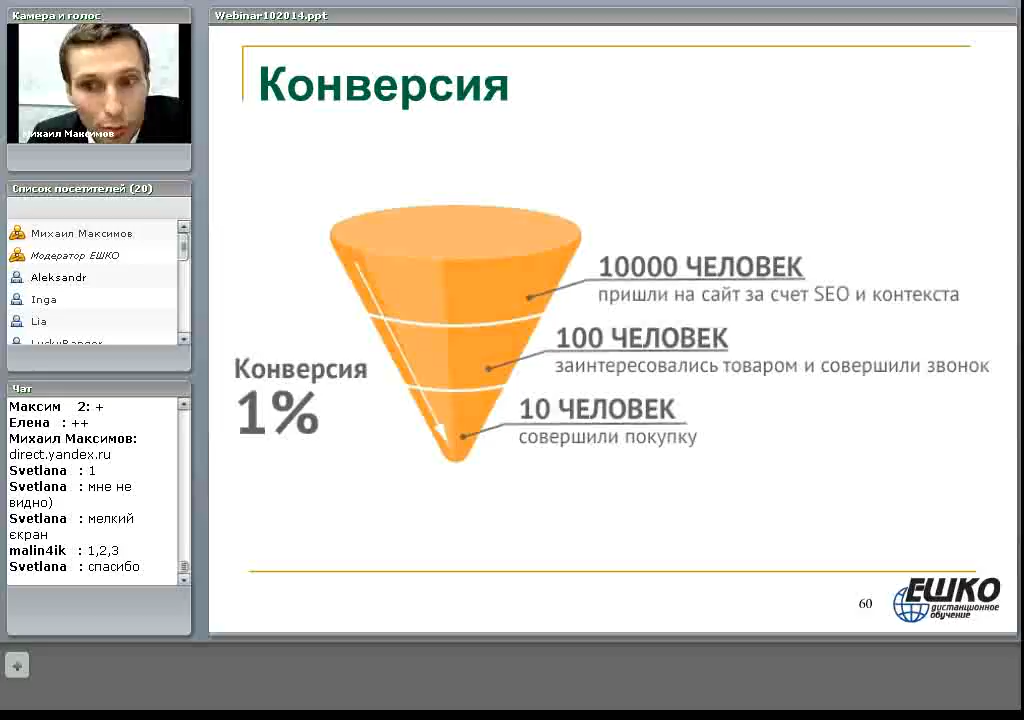 Камера и голос
Михаил Максимов
Список посетителей (20)
Михаил Максимов
Модератор ЕШКО
Aleksandr
Inga
Lia
LuckyRanger
Чат
Максим 2: +
Елена : ++
Михаил Максимов:
direct.yandex.ru
Svetlana : 1
Svetlana : мне не
видно)
Svetlana : мелкий
єкран
malin4ik : 1,2,3
Svetlana : спасибо
Webinar102014.ppt
Конверсия
10000 ЧЕЛОВЕК
пришли на сайт за счет SEO и контекста
100 ЧЕЛОВЕК
заинтересовались товаром и совершили звонок
Конверсия
1%
10 ЧЕЛОВЕК
совершили покупку
60
ЕШКО
дистанционное
обучение